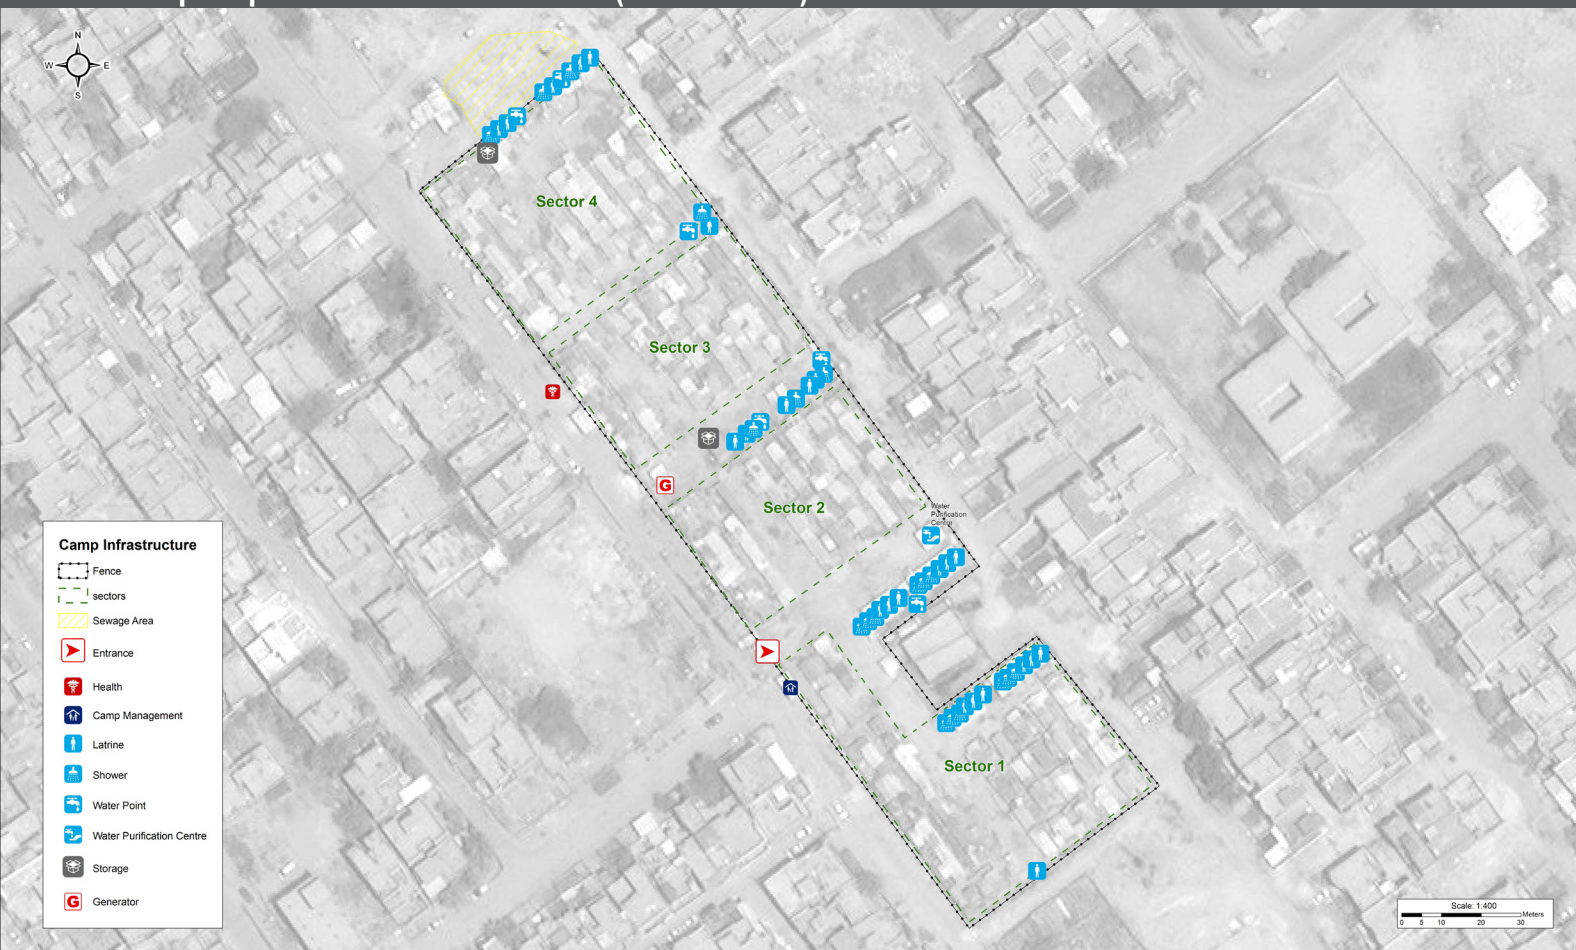 N
W E
S
Sector 4
Sector 3
Sector 2
Water
Purification
Centre
Sector 1
G
Camp Infrastructure
Fence
sectors
Sewage Area
Entrance
Health
Camp Management
Latrine
Shower
Water Point
Water Purification Centre
Storage
G Generator
Scale: 1:400
Meters
0 5 10 20 30